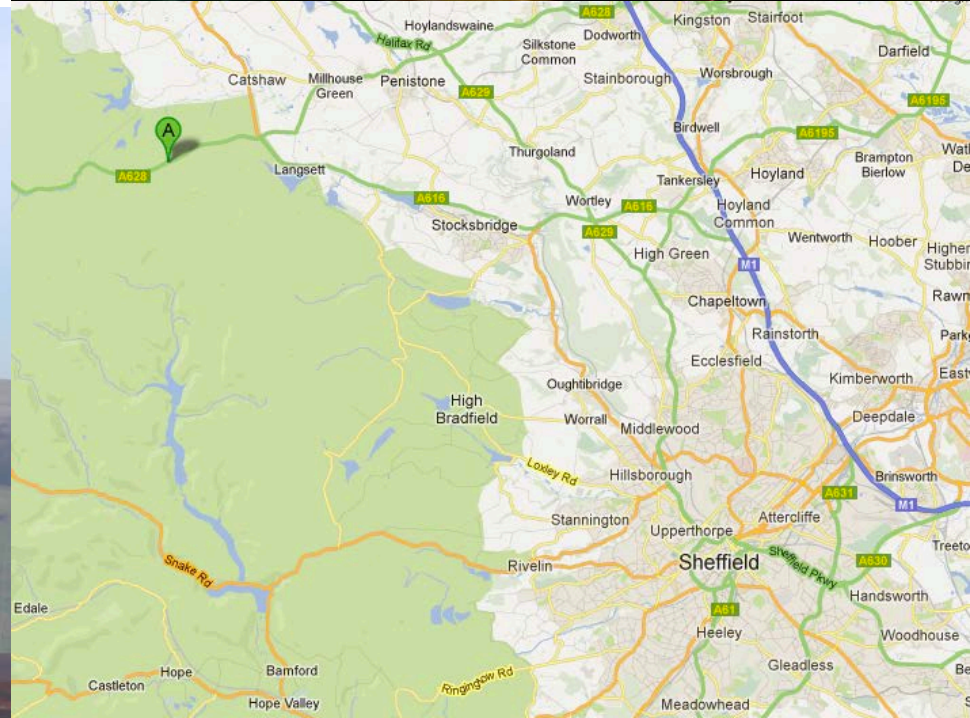 A628
Kingston
Stairfoot
Hoylandswaine
Dodworth
Halifax Rd
Silkstone
Common
Darfield
Catshaw
Millhouse
Green
Penistone
Stainborough
Worsbrough
A629
A6195
A
Birdwell
A6195
Thurgoland
Brampton
Bierlow
A628
Langsett
Hoyland
Tankersley
A616
Wortley
A616
Hoyland
Common
Stocksbridge
A629
Wentworth
Hoober
High Green
M1
Chapeltown
Rainstorth
Ecclesfield
Kimberworth
Oughtibridge
High
Bradfield
Worrall
Middlewood
Deepdale
Loxley Rd
Hillsborough
Brinsworth
A631
M1
Stannington
Attercliffe
Upperthorpe
Snake Rd
Rivelin
Sheffield
Sheffield Pkwy
A630
Edale
Handsworth
A61
Heeley
Woodhouse
Hope
Bamford
Gleadless
Castleton
Ringinglow Rd
Hope Valley
Meadowhead